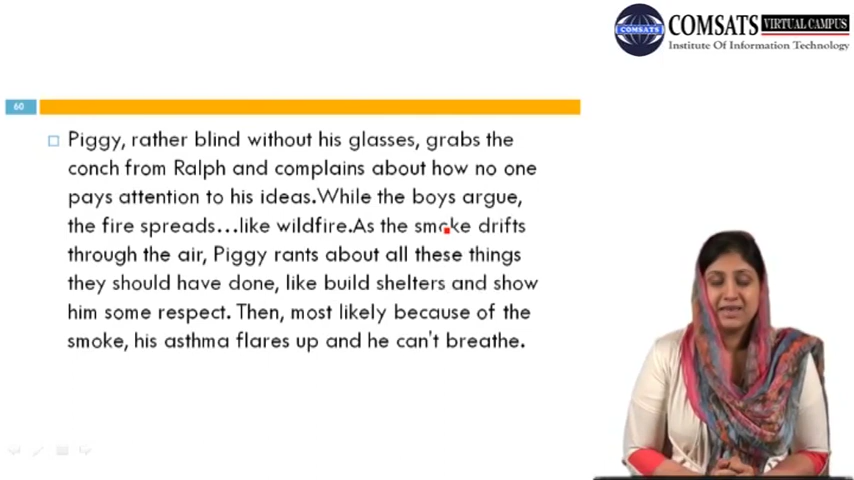 COMSATS VIRTUAL CAMPUS
COMSATS
Institute Of Information Technology
60
Piggy, rather blind without his glasses, grabs the
conch from Ralph and complains about how no one
pays attention to his ideas.While the boys argue,
the fire spreads...like wildfire.As the smoke drifts
through the air, Piggy rants about all these things
they should have done, like build shelters and show
him some respect. Then, most likely because of the
smoke, his asthma flares up and he can't breathe.